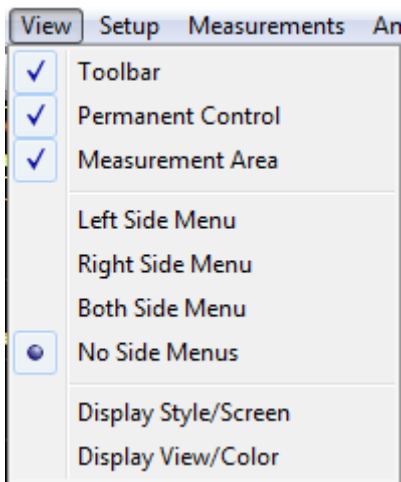 View Setup Measurements An
Toolbar
Permanent Control
Measurement Area
Left Side Menu
Right Side Menu
Both Side Menu
No Side Menus
Display Style/Screen
Display View/Color